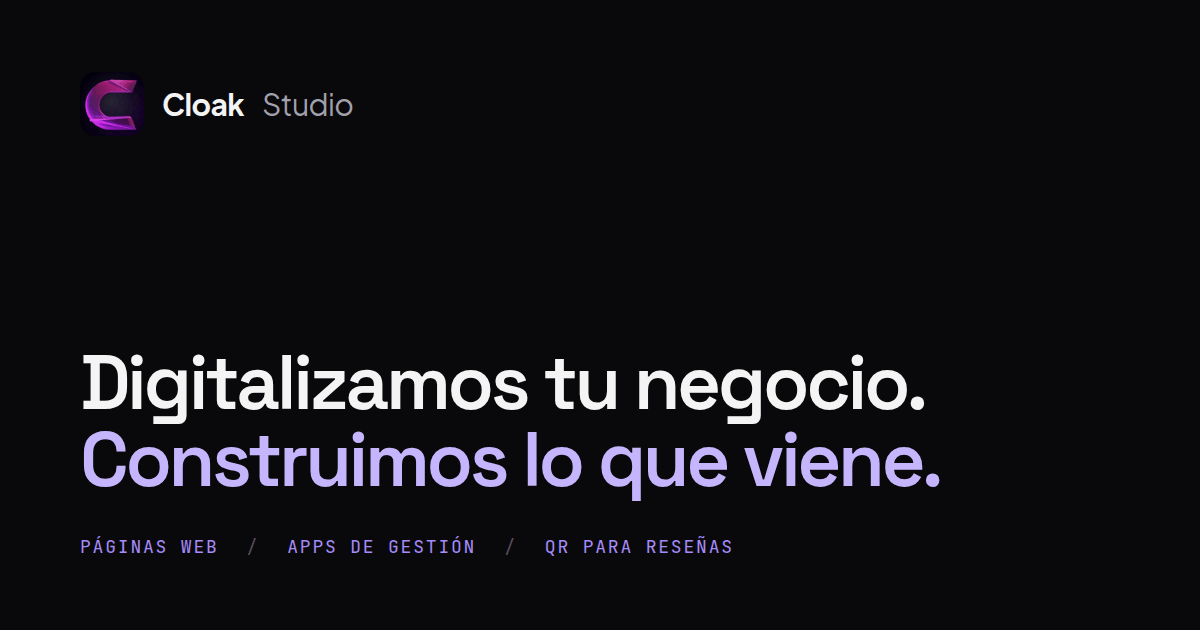 Cloak Studio
Digitalizamos tu negocio.
Construimos lo que viene.
PÁGINAS WEB / APPS DE GESTIÓN / QR PARA RESEÑAS